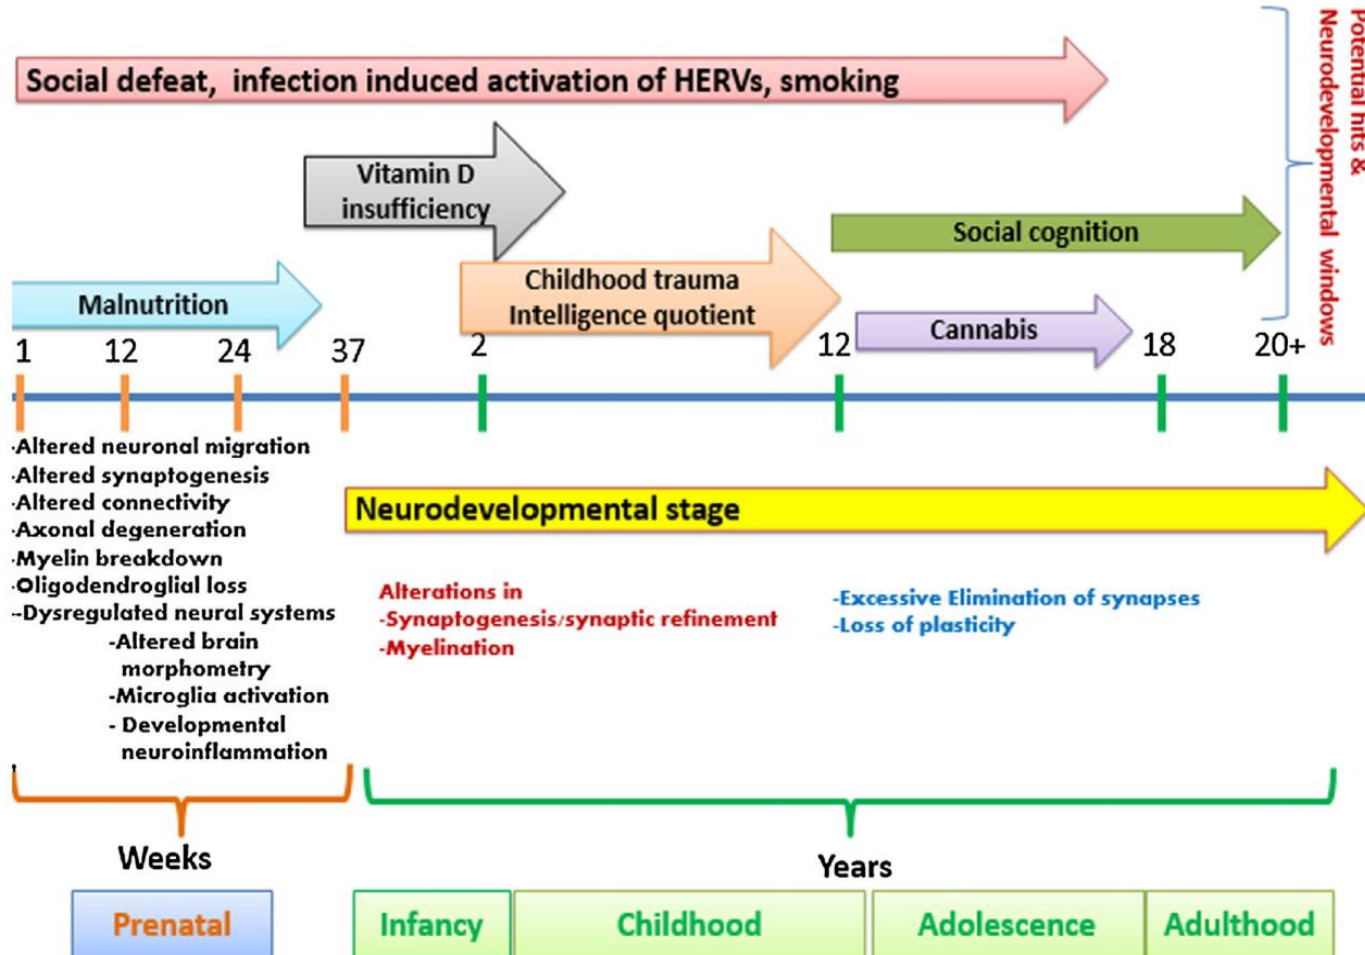 Potential hits &
Neurodevelopmental windows
Social defeat, infection induced activation of HERVs, smoking
Vitamin D
insufficiency
Social cognition
Childhood trauma
Intelligence quotient
Malnutrition
Cannabis
1 12 24 37 2 12 18 20+
-Altered neuronal migration
-Altered synaptogenesis
-Altered connectivity
-Axonal degeneration
-Myelin breakdown
-Oligodendroglial loss
--Dysregulated neural systems
-Altered brain
morphometry
-Microglia activation
- Developmental
neuroinflammation
Neurodevelopmental stage
Alterations in
-Synaptogenesis/synaptic refinement
-Myelination
-Excessive Elimination of synapses
-Loss of plasticity
Weeks
Years
Prenatal
Infancy
Childhood
Adolescence
Adulthood